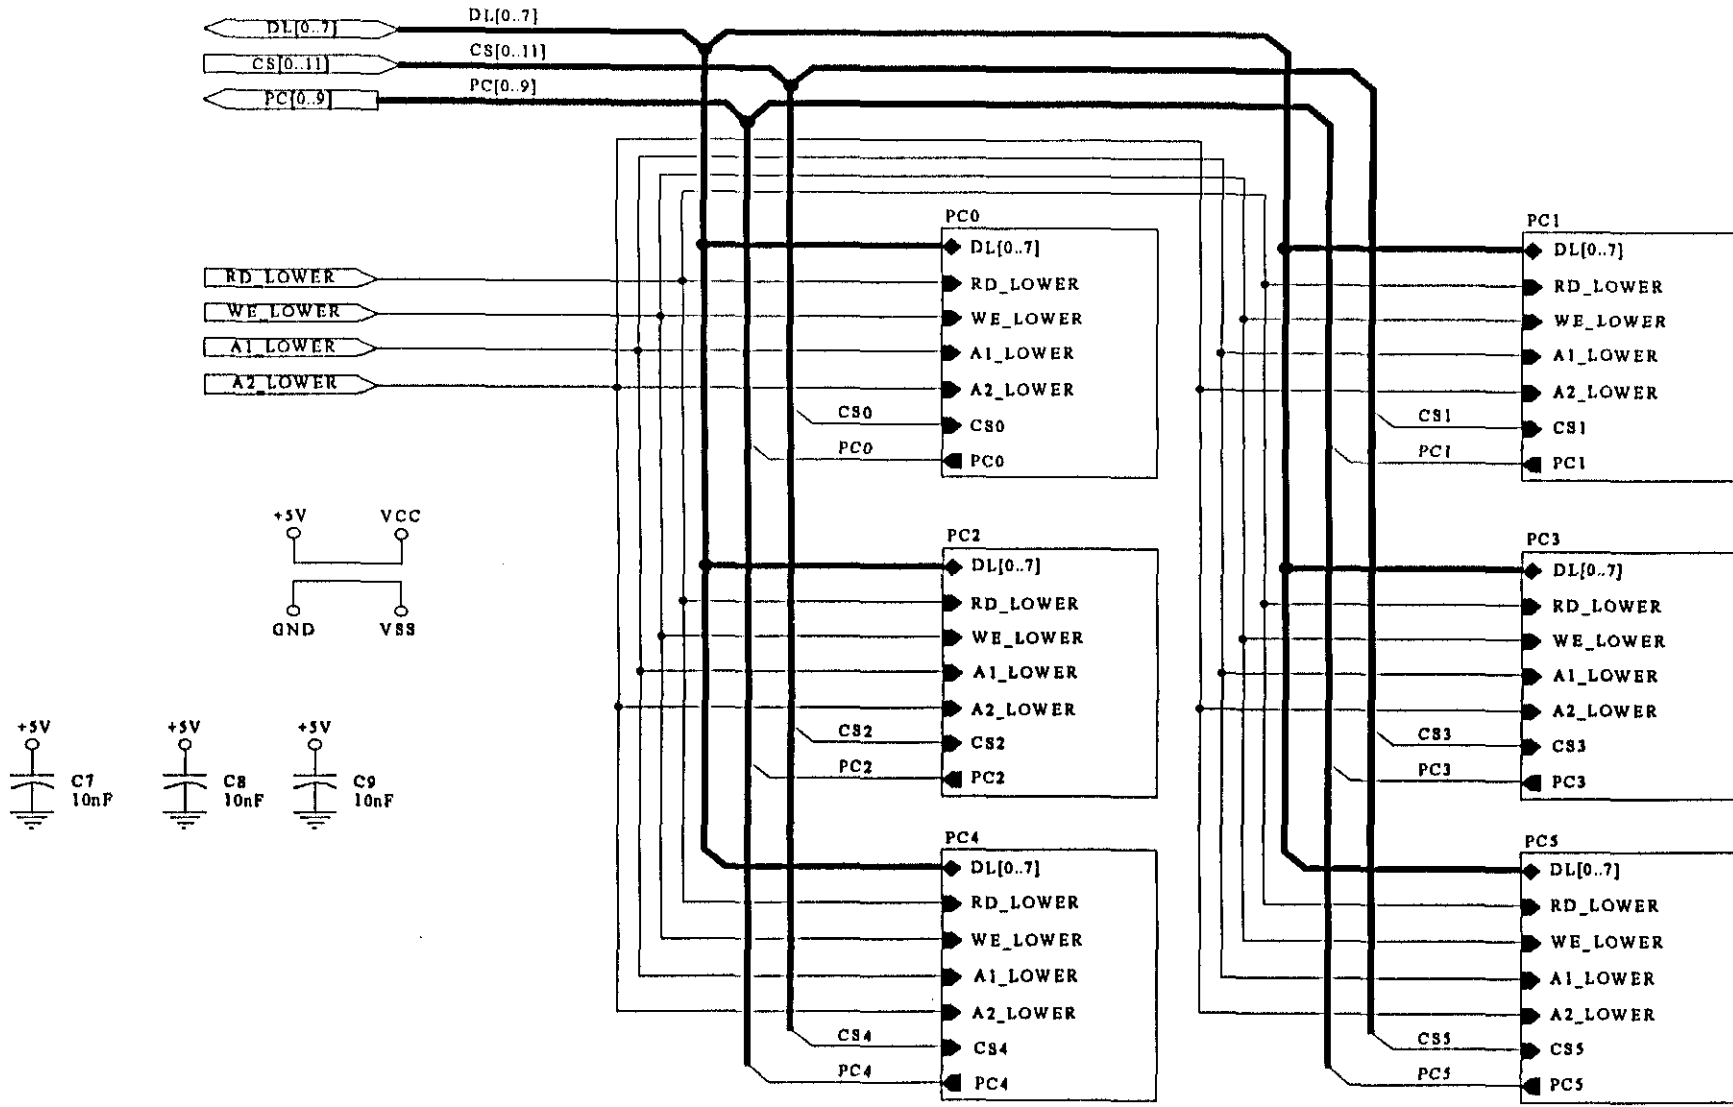 DL[0..7] DL[0..7]
CS[0..11] CS[0..11]
PC[0..9] PC[0..9]
RD_LOWER
WE_LOWER
A1_LOWER
A2_LOWER
PC0
DL[0..7]
RD_LOWER
WE_LOWER
A1_LOWER
A2_LOWER
CS0 CS0
PC0 PC0
PC1
DL[0..7]
RD_LOWER
WE_LOWER
A1_LOWER
A2_LOWER
CS1 CS1
PC1 PC1
+5V VCC
GND VSS
PC2
DL[0..7]
RD_LOWER
WE_LOWER
A1_LOWER
A2_LOWER
CS2 CS2
PC2 PC2
PC3
DL[0..7]
RD_LOWER
WE_LOWER
A1_LOWER
A2_LOWER
CS3 CS3
PC3 PC3
+5V +5V +5V
C7 C8 C9
10nF 10nF 10nF
PC4
DL[0..7]
RD_LOWER
WE_LOWER
A1_LOWER
A2_LOWER
CS4 CS4
PC4 PC4
PC5
DL[0..7]
RD_LOWER
WE_LOWER
A1_LOWER
A2_LOWER
CS5 CS5
PC5 PC5